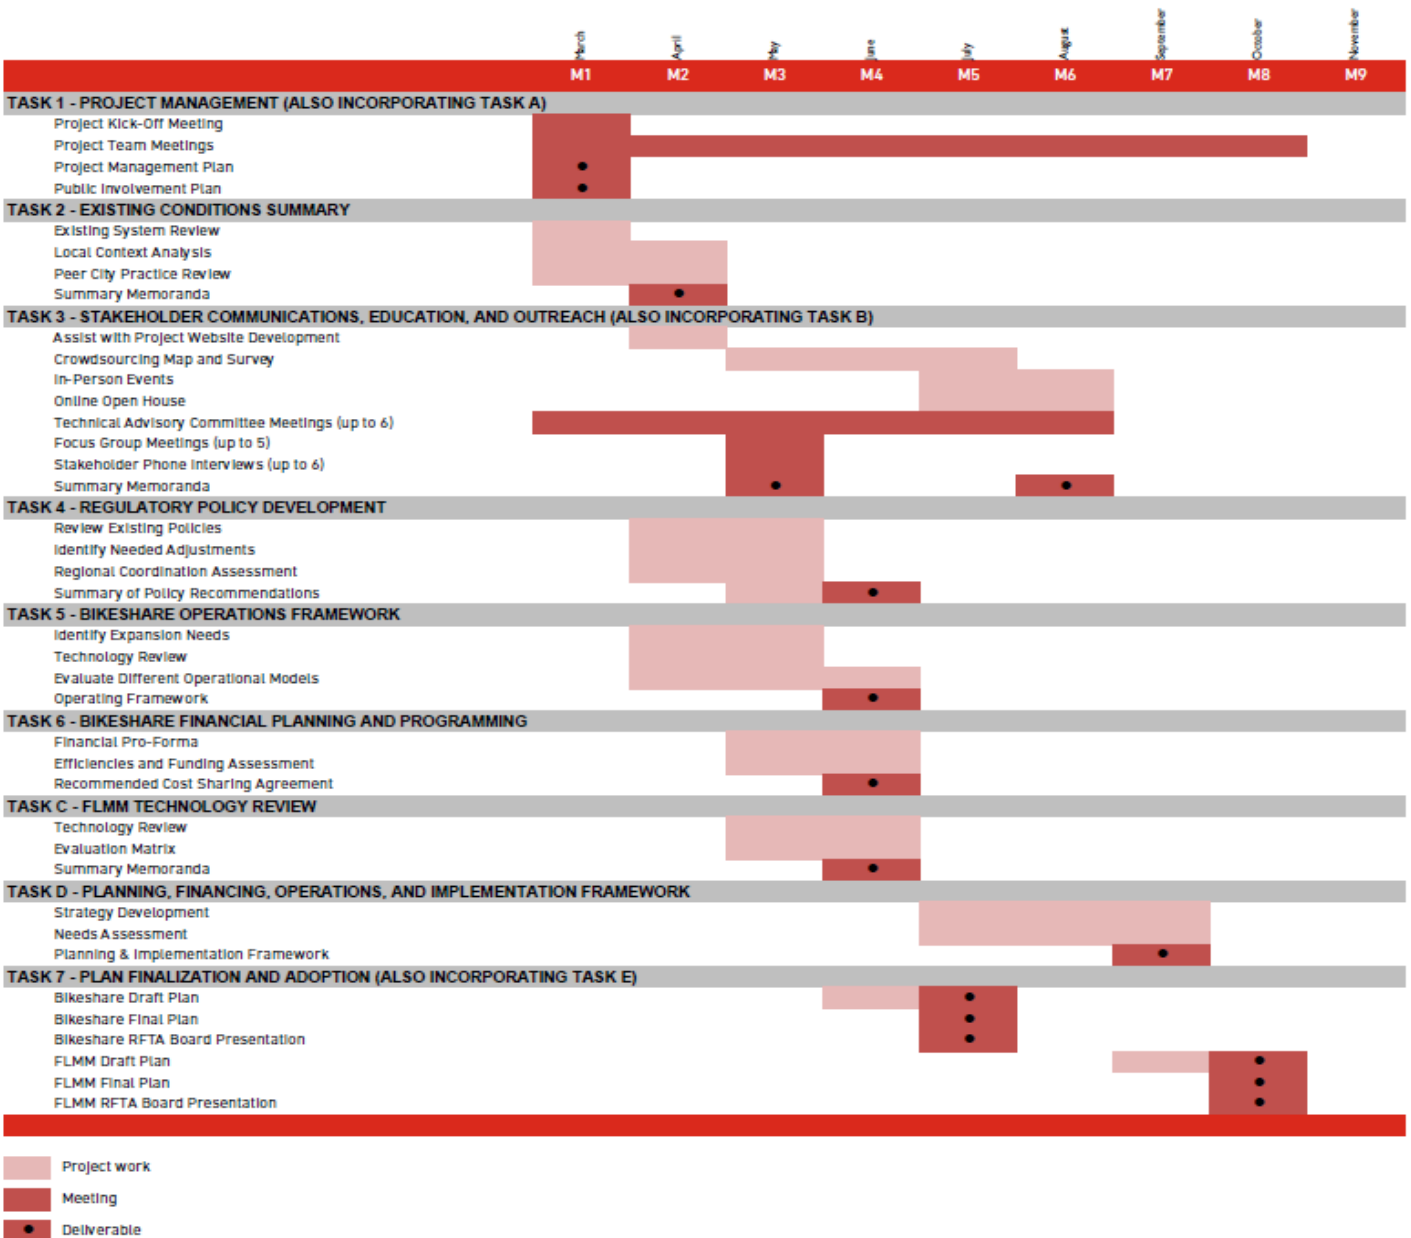 March April May June July August September October November
M1 M2 M3 M4 M5 M6 M7 M8 M9
TASK 1 - PROJECT MANAGEMENT (ALSO INCORPORATING TASK A)
Project Kick-Off Meeting
Project Team Meetings
Project Management Plan
Public Involvement Plan
TASK 2 - EXISTING CONDITIONS SUMMARY
Existing System Review
Local Context Analysis
Peer City Practice Review
Summary Memoranda
TASK 3 - STAKEHOLDER COMMUNICATIONS, EDUCATION, AND OUTREACH (ALSO INCORPORATING TASK B)
Assist with Project Website Development
Crowdsourcing Map and Survey
In-Person Events
Online Open House
Technical Advisory Committee Meetings (up to 6)
Focus Group Meetings (up to 5)
Stakeholder Phone Interviews (up to 6)
Summary Memoranda
TASK 4 - REGULATORY POLICY DEVELOPMENT
Review Existing Policies
Identify Needed Adjustments
Regional Coordination Assessment
Summary of Policy Recommendations
TASK 5 - BIKESHARE OPERATIONS FRAMEWORK
Identify Expansion Needs
Technology Review
Evaluate Different Operational Models
Operating Framework
TASK 6 - BIKESHARE FINANCIAL PLANNING AND PROGRAMMING
Financial Pro-Forma
Efficiencies and Funding Assessment
Recommended Cost Sharing Agreement
TASK C - FLMM TECHNOLOGY REVIEW
Technology Review
Evaluation Matrix
Summary Memoranda
TASK D - PLANNING, FINANCING, OPERATIONS, AND IMPLEMENTATION FRAMEWORK
Strategy Development
Needs Assessment
Planning & Implementation Framework
TASK 7 - PLAN FINALIZATION AND ADOPTION (ALSO INCORPORATING TASK E)
Bikeshare Draft Plan
Bikeshare Final Plan
Bikeshare RFTA Board Presentation
FLMM Draft Plan
FLMM Final Plan
FLMM RFTA Board Presentation
Project work
Meeting
Deliverable